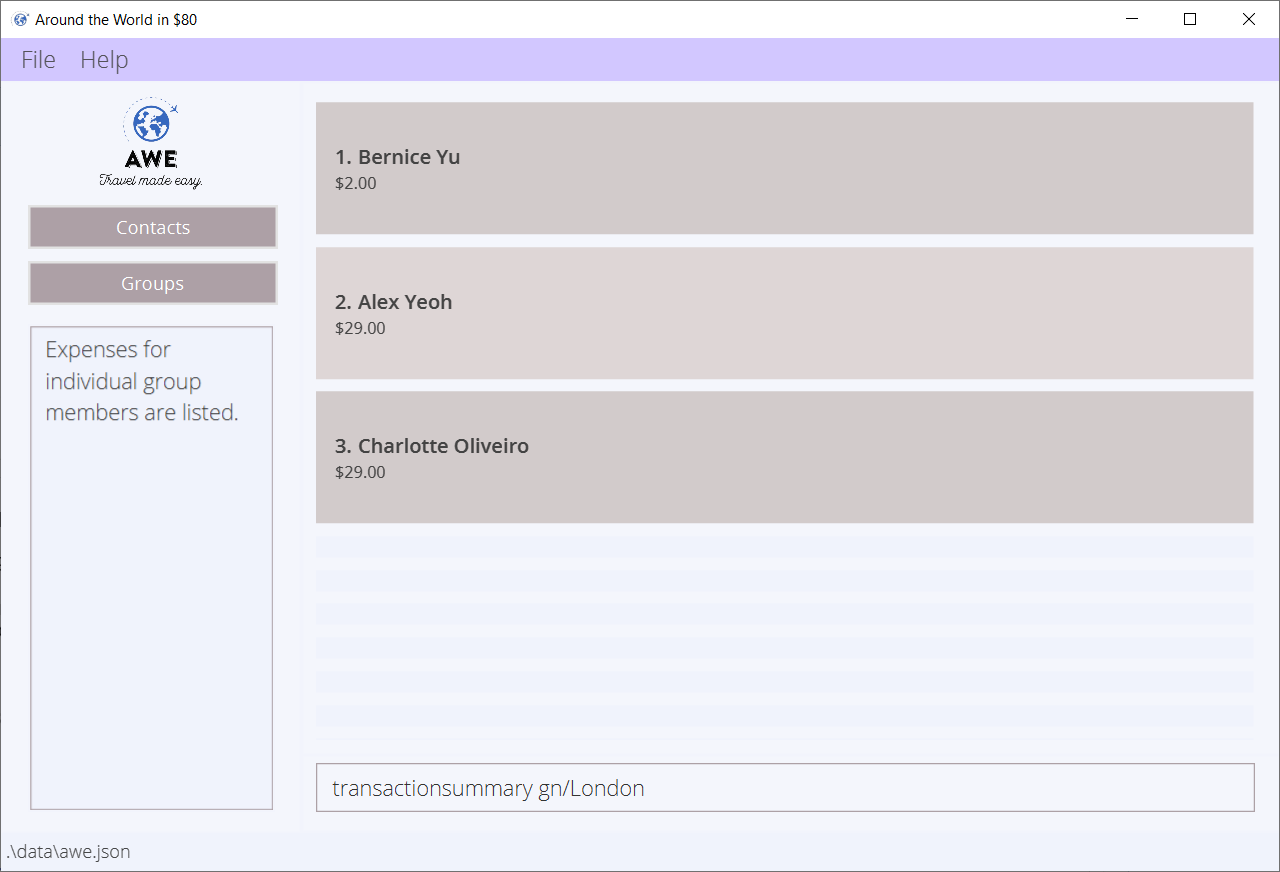 Around the World in $80
File Help
AWE
Travel made easy.
Contacts
Groups
Expenses for
individual group
members are listed.
1. Bernice Yu
$2.00
2. Alex Yeoh
$29.00
3. Charlotte Oliveiro
$29.00
transactionsummary gn/London
.\data\awe.json